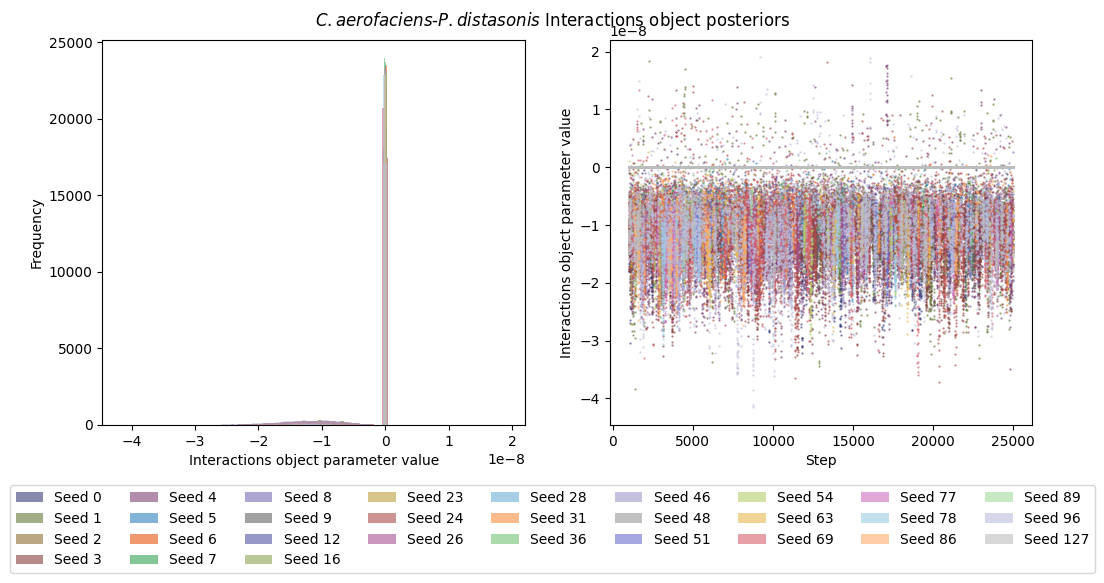 C. aerofaciens-P. distasonis Interactions object posteriors
25000
20000
15000
10000
5000
0
Frequency
−4 −3 −2 −1 0 1 2
1e−8
Interactions object parameter value
1e−8
2
1
0
−1
−2
−3
−4
Interactions object parameter value
0 5000 10000 15000 20000 25000
Step
Seed 0 Seed 4 Seed 8 Seed 23 Seed 28 Seed 46 Seed 54 Seed 77 Seed 89
Seed 1 Seed 5 Seed 9 Seed 24 Seed 31 Seed 48 Seed 63 Seed 78 Seed 96
Seed 2 Seed 6 Seed 12 Seed 26 Seed 36 Seed 51 Seed 69 Seed 86 Seed 127
Seed 3 Seed 7 Seed 16